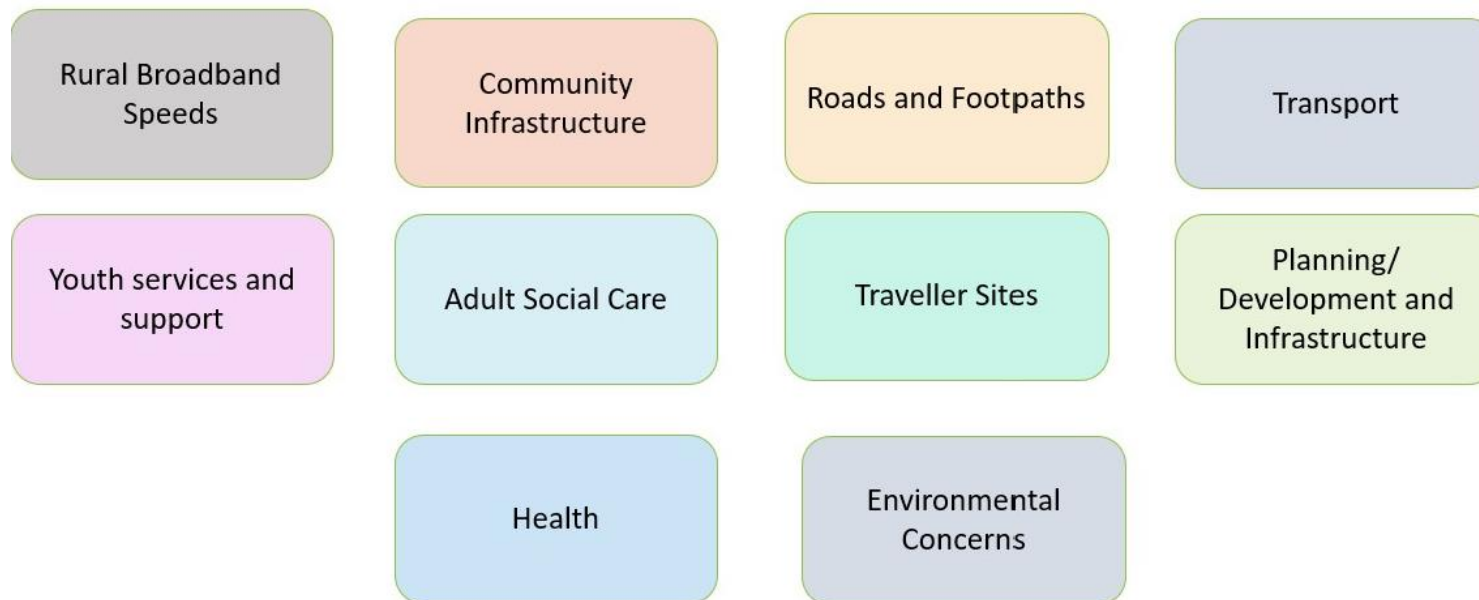 Rural Broadband
Speeds
Community
Infrastructure
Roads and Footpaths
Transport
Youth services and
support
Adult Social Care
Traveller Sites
Planning/
Development and
Infrastructure
Health
Environmental
Concerns